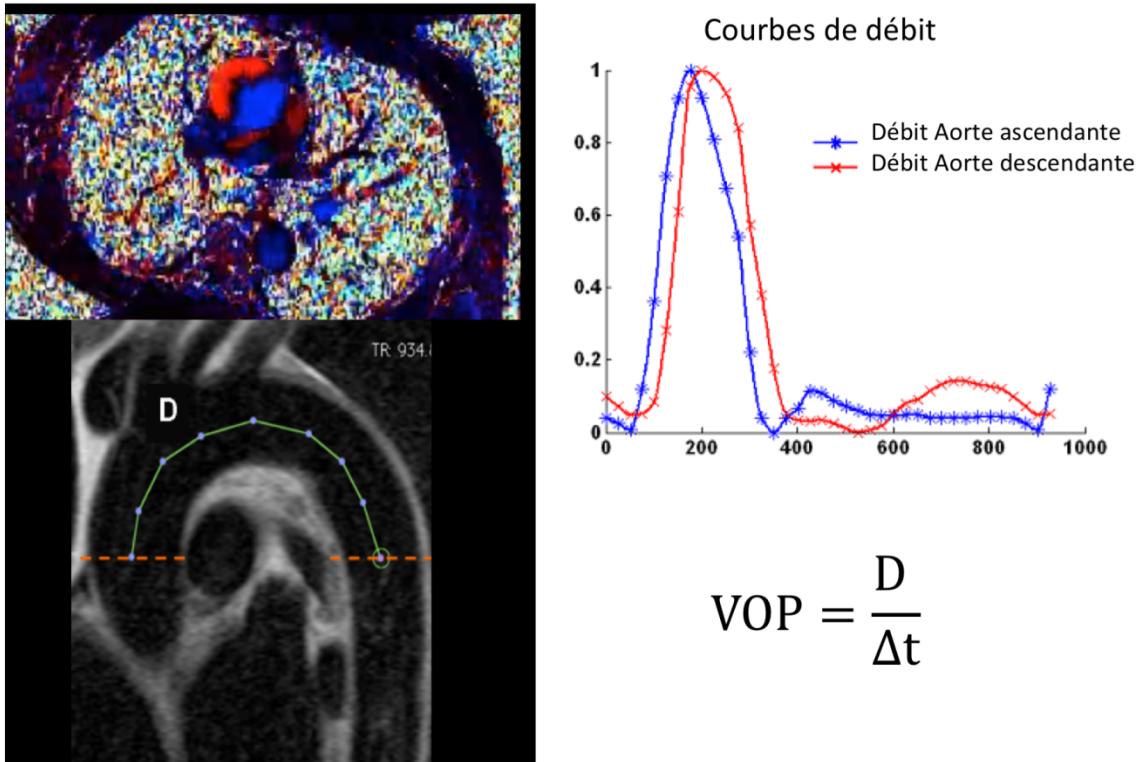 TR: 934.8
D
Courbes de débit
Débit Aorte ascendante
Débit Aorte descendante
1
0.8
0.6
0.4
0.2
0
0
200
400
600
800
1000
VOP = D
Δt